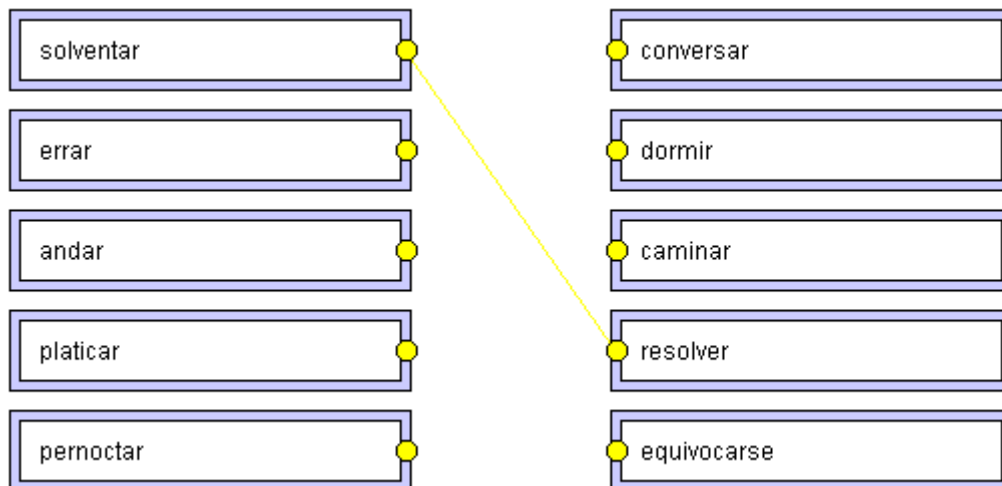 solventar
conversar
errar
dormir
andar
caminar
platicar
resolver
pernoctar
equivocarse